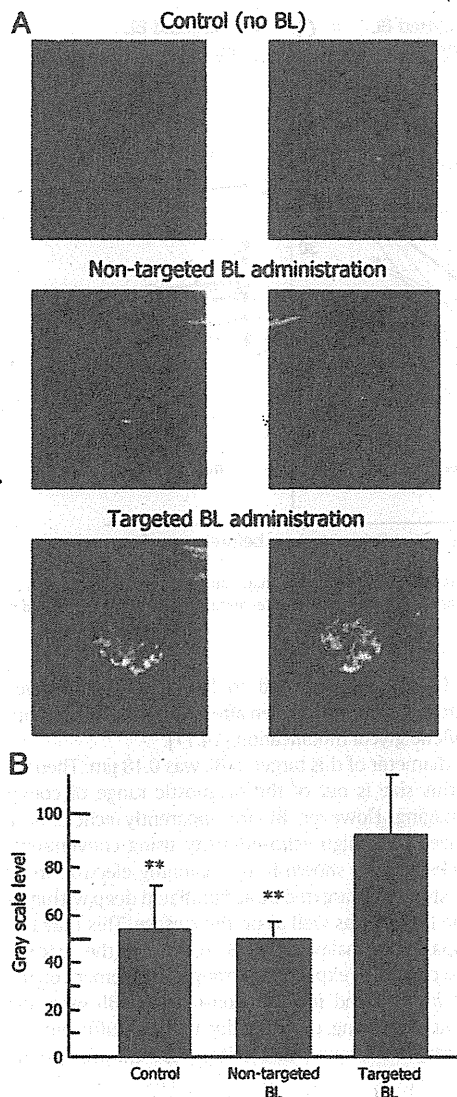 A
Control (no BL)
Non-targeted BL administration
Targeted BL administration
B
Gray scale level
100
80
60
40
20
0
**
**
Control
Non-targeted BL
Targeted BL